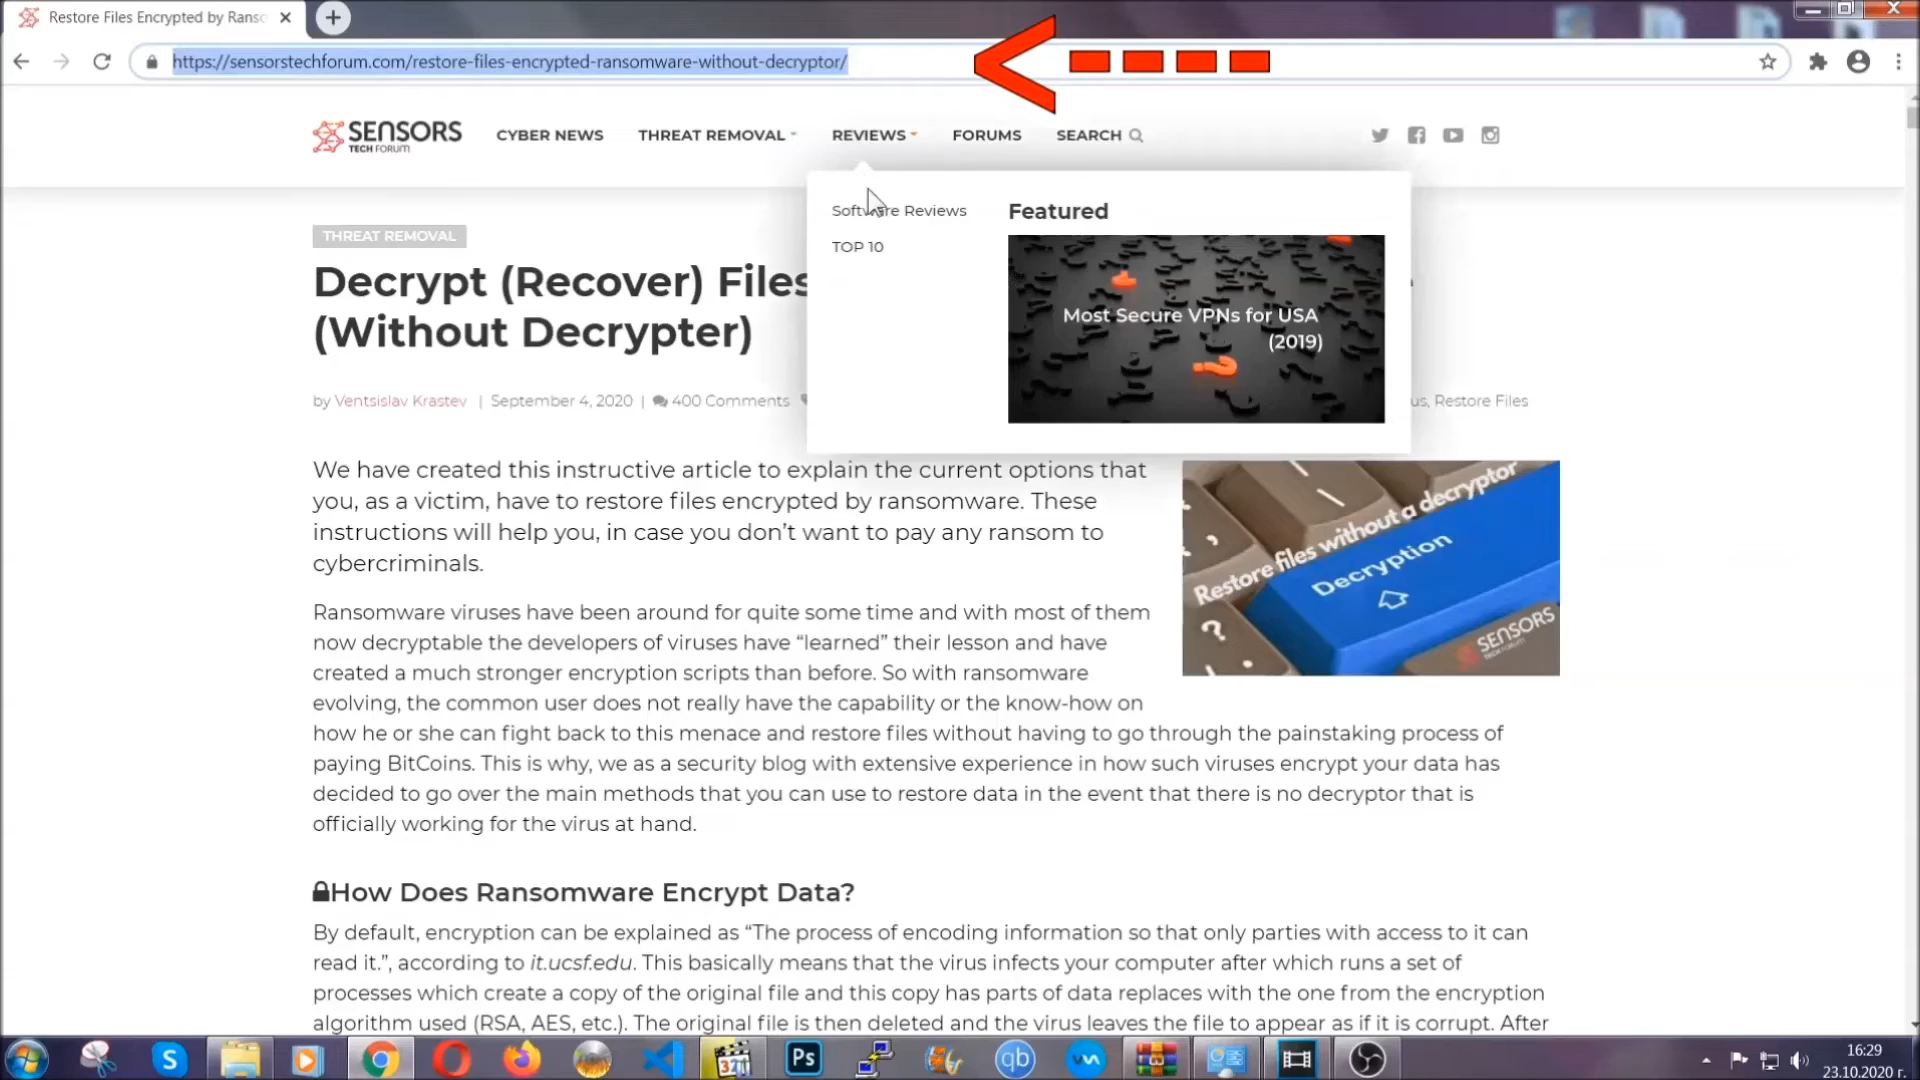 Restore Files Encrypted by Ranso
https://sensorstechforum.com/restore-files-encrypted-ransomware-without-decryptor/
SENSORS
TECH FORUM
CYBER NEWS THREAT REMOVAL REVIEWS FORUMS SEARCH
Software Reviews
TOP 10
Featured
Most Secure VPNs for USA
(2019)
THREAT REMOVAL
Decrypt (Recover) Files
(Without Decrypter)
by Ventsislav Krastev | September 4, 2020 | 400 Comments
us, Restore Files
We have created this instructive article to explain the current options that
you, as a victim, have to restore files encrypted by ransomware. These
instructions will help you, in case you don’t want to pay any ransom to
cybercriminals.
Restore files without a decryptor
Decryption
?
SENSORS
TECH FORUM
Ransomware viruses have been around for quite some time and with most of them
now decryptable the developers of viruses have “learned” their lesson and have
created a much stronger encryption scripts than before. So with ransomware
evolving, the common user does not really have the capability or the know-how on
how he or she can fight back to this menace and restore files without having to go through the painstaking process of
paying BitCoins. This is why, we as a security blog with extensive experience in how such viruses encrypt your data has
decided to go over the main methods that you can use to restore data in the event that there is no decryptor that is
officially working for the virus at hand.
How Does Ransomware Encrypt Data?
By default, encryption can be explained as “The process of encoding information so that only parties with access to it can
read it.”, according to it.ucsf.edu. This basically means that the virus infects your computer after which runs a set of
processes which create a copy of the original file and this copy has parts of data replaces with the one from the encryption
algorithm used (RSA, AES, etc.). The original file is then deleted and the virus leaves the file to appear as if it is corrupt. After
S
321
Ps
qb
16:29
23.10.2020 г.